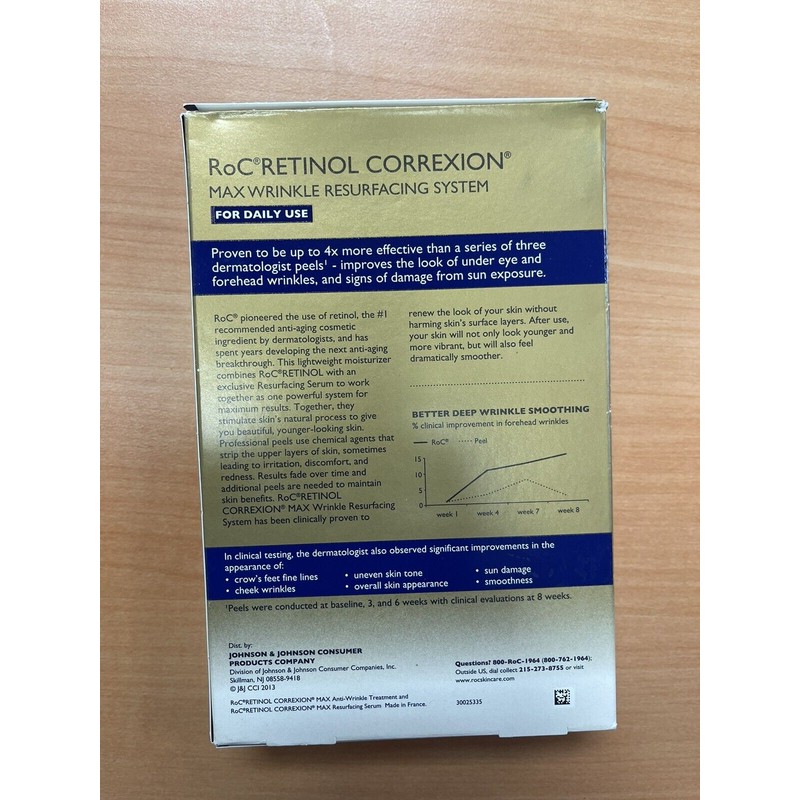 RoC®RETINOL CORREXION®
MAX WRINKLE RESURFACING SYSTEM
FOR DAILY USE
Proven to be up to 4x more effective than a series of three
dermatologist peels¹ - improves the look of under eye and
forehead wrinkles, and signs of damage from sun exposure.
RoC® pioneered the use of retinol, the #1
recommended anti-aging cosmetic
ingredient by dermatologists, and has
spent years developing the next anti-aging
breakthrough. This lightweight moisturizer
combines RoC®RETINOL with an
exclusive Resurfacing Serum to work
together as one powerful system for
maximum results. Together, they
stimulate skin's natural process to give
you beautiful, younger-looking skin.
Professional peels use chemical agents that
strip the upper layers of skin, sometimes
leading to irritation, discomfort, and
redness. Results fade over time and
additional peels are needed to maintain
skin benefits. RoC®RETINOL
CORREXION® MAX Wrinkle Resurfacing
System has been clinically proven to
renew the look of your skin without
harming skin's surface layers. After use,
your skin will not only look younger and
more vibrant, but will also feel
dramatically smoother.
BETTER DEEP WRINKLE SMOOTHING
% clinical improvement in forehead wrinkles
RoC® Peel
15
10
5
0
week 1 week 4 week 7 week 8
In clinical testing, the dermatologist also observed significant improvements in the
appearance of:
• crow's feet fine lines • uneven skin tone • sun damage
• cheek wrinkles • overall skin appearance • smoothness
¹Peels were conducted at baseline, 3, and 6 weeks with clinical evaluations at 8 weeks.
Dist. by:
JOHNSON & JOHNSON CONSUMER
PRODUCTS COMPANY
Division of Johnson & Johnson Consumer Companies, Inc.
Skillman, NJ 08558-9418
© J&J CCI 2013
RoC®RETINOL CORREXION® MAX Anti-Wrinkle Treatment and
RoC®RETINOL CORREXION® MAX Resurfacing Serum Made in France.
Questions? 800-RoC-1964 (800-762-1964);
Outside US, dial collect 215-273-8755 or visit
www.rocskincare.com
30025335